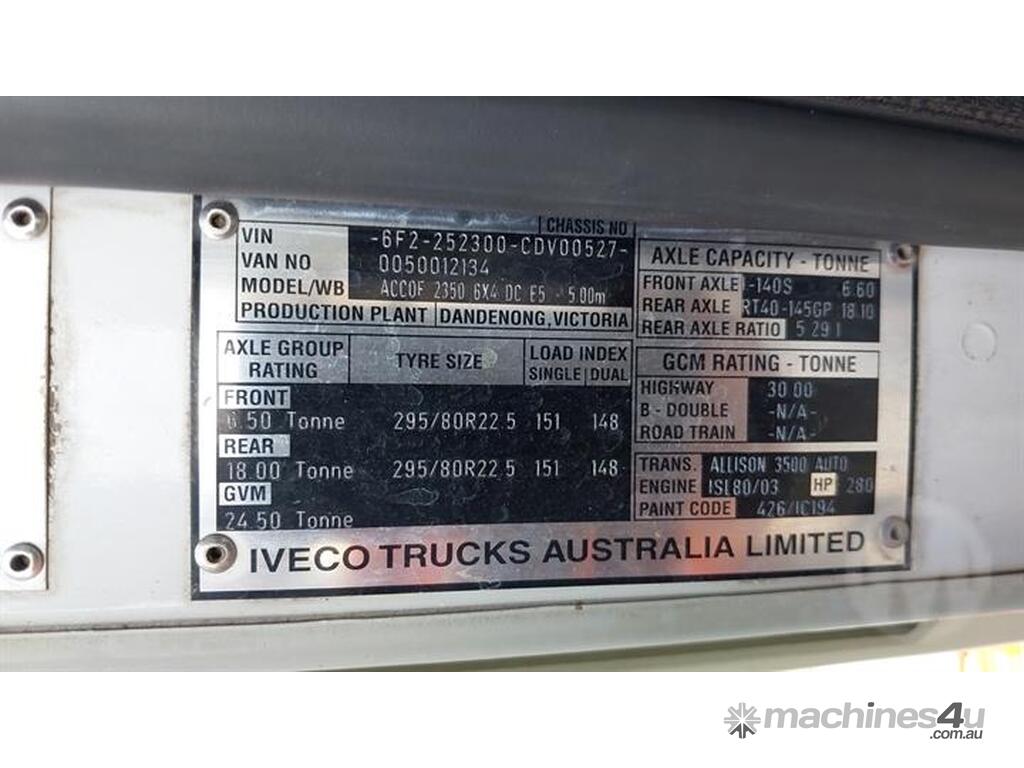 CHASSIS NO
VIN -6F2-252300-CDV00527-
VAN NO 0050012134
MODEL/WB ACCOF 2350 6X4 DC E5 - 5.00m
PRODUCTION PLANT DANDENONG, VICTORIA
AXLE GROUP RATING TYRE SIZE LOAD INDEX
SINGLE DUAL
FRONT
6.50 Tonne 295/80R22.5 151 148
REAR
18.00 Tonne 295/80R22.5 151 148
GVM
24.50 Tonne
AXLE CAPACITY - TONNE
FRONT AXLE -140S 6.60
REAR AXLE RT40-145GP 18.10
REAR AXLE RATIO 5.29:1
GCM RATING - TONNE
HIGHWAY 30.00
B - DOUBLE -N/A-
ROAD TRAIN -N/A-
TRANS. ALLISON 3500 AUTO
ENGINE ISL80/03 HP 280
PAINT CODE 426/IC194
IVECO TRUCKS AUSTRALIA LIMITED
machines4u
.com.au